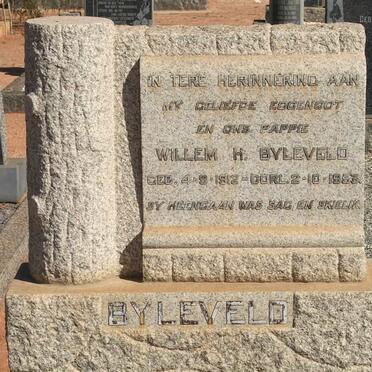 IN TERE HERINNERING AAN
MY GELIEFDE EGGENOOT
EN ONS PAPPIE
WILLEM H. BYLEVELD
GEB. 4-9-1912 - OORL. 2-10-1953.
SY HEENGAAN WAS SAG EN SKIELIK.
BYLEVELD